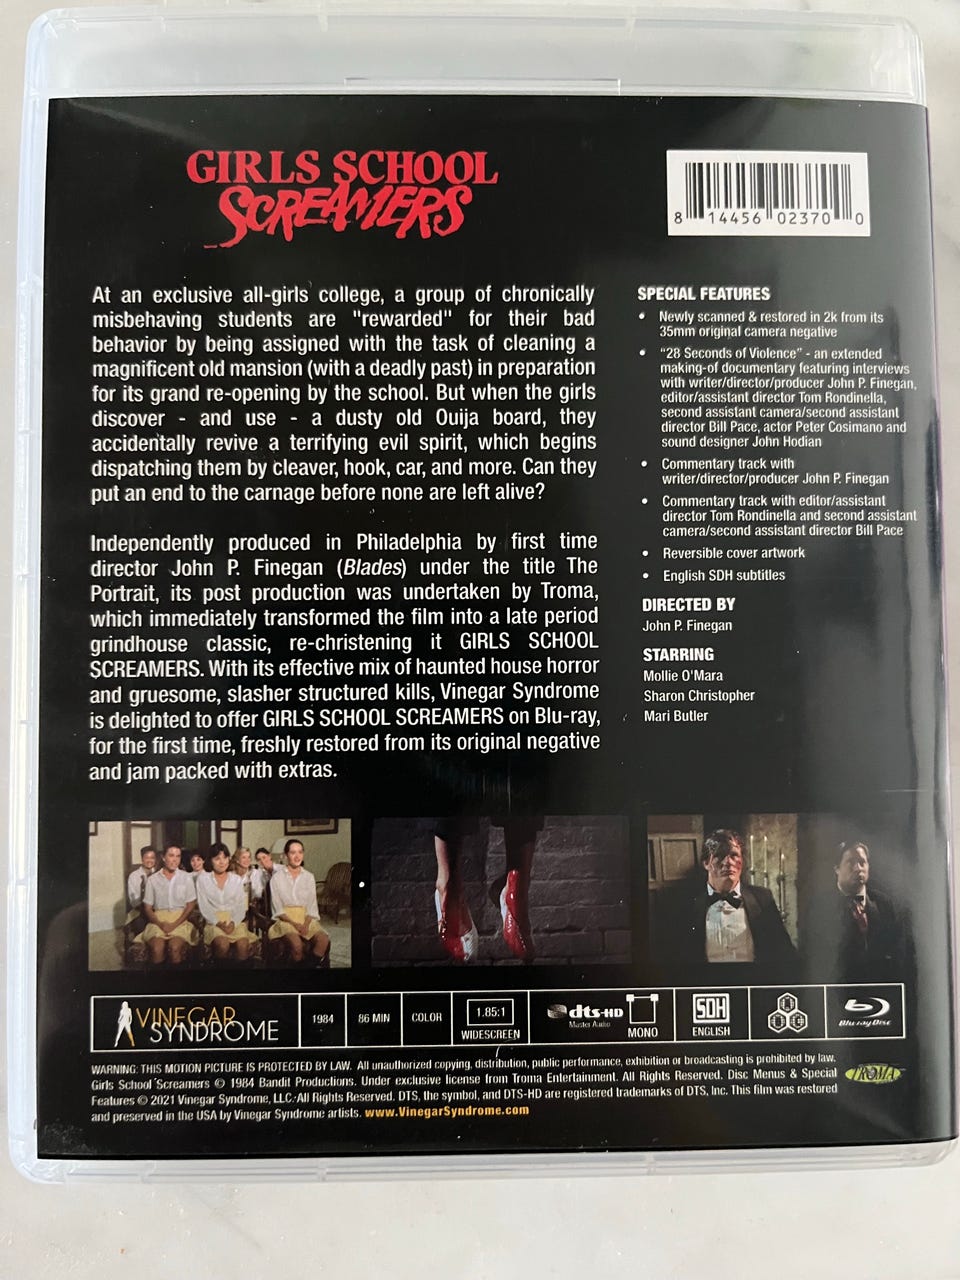 GIRLS SCHOOL
SCREAMERS
8 14456 02370 0
At an exclusive all-girls college, a group of chronically
misbehaving students are "rewarded" for their bad
behavior by being assigned with the task of cleaning a
magnificent old mansion (with a deadly past) in preparation
for its grand re-opening by the school. But when the girls
discover - and use - a dusty old Ouija board, they
accidentally revive a terrifying evil spirit, which begins
dispatching them by cleaver, hook, car, and more. Can they
put an end to the carnage before none are left alive?
Independently produced in Philadelphia by first time
director John P. Finegan (Blades) under the title The
Portrait, its post production was undertaken by Troma,
which immediately transformed the film into a late period
grindhouse classic, re-christening it GIRLS SCHOOL
SCREAMERS. With its effective mix of haunted house horror
and gruesome, slasher structured kills, Vinegar Syndrome
is delighted to offer GIRLS SCHOOL SCREAMERS on Blu-ray,
for the first time, freshly restored from its original negative
and jam packed with extras.
SPECIAL FEATURES
• Newly scanned & restored in 2k from its
35mm original camera negative
• "28 Seconds of Violence" - an extended
making-of documentary featuring interviews
with writer/director/producer John P. Finegan,
editor/assistant director Tom Rondinella,
second assistant camera/second assistant
director Bill Pace, actor Peter Cosimano and
sound designer John Hodian
• Commentary track with
writer/director/producer John P. Finegan
• Commentary track with editor/assistant
director Tom Rondinella and second assistant
camera/second assistant director Bill Pace
• Reversible cover artwork
• English SDH subtitles
DIRECTED BY
John P. Finegan
STARRING
Mollie O'Mara
Sharon Christopher
Mari Butler
VINEGAR
SYNDROME
1984
86 MIN
COLOR
1.85:1
WIDESCREEN
dts-HD
Master Audio
MONO
SDH
ENGLISH
Blu-ray Disc
WARNING: THIS MOTION PICTURE IS PROTECTED BY LAW. All unauthorized copying, distribution, public performance, exhibition or broadcasting is prohibited by law.
Girls School Screamers © 1984 Bandit Productions. Under exclusive license from Troma Entertainment. All Rights Reserved. Disc Menus & Special
Features © 2021 Vinegar Syndrome, LLC. All Rights Reserved. DTS, the symbol, and DTS-HD are registered trademarks of DTS, Inc. This film was restored
and preserved in the USA by Vinegar Syndrome artists. www.VinegarSyndrome.com
TROMA